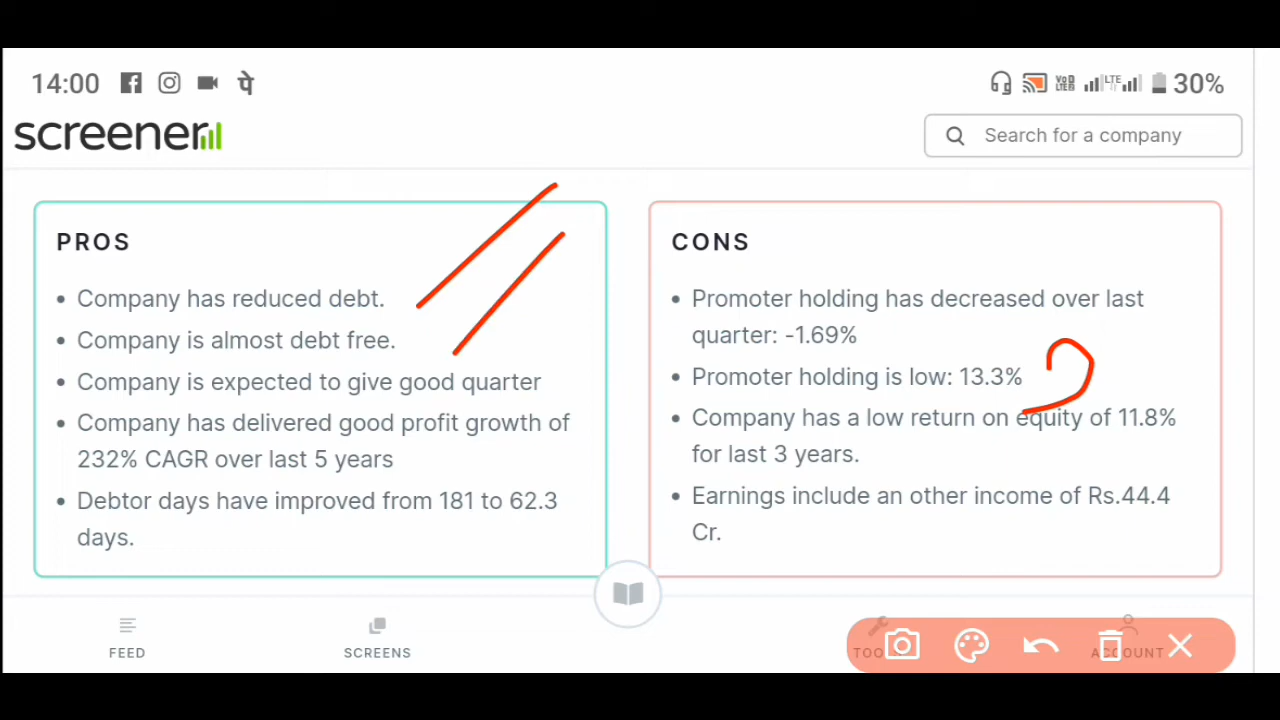 14:00 पे VoD LTE LTE 30%
screener
Search for a company
PROS
Company has reduced debt.
Company is almost debt free.
Company is expected to give good quarter
Company has delivered good profit growth of
232% CAGR over last 5 years
Debtor days have improved from 181 to 62.3
days.
CONS
Promoter holding has decreased over last
quarter: -1.69%
Promoter holding is low: 13.3%
Company has a low return on equity of 11.8%
for last 3 years.
Earnings include an other income of Rs.44.4
Cr.
FEED
SCREENS
ACCOUNT